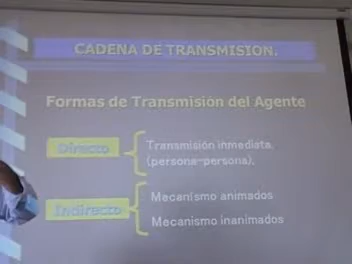 CADENA DE TRANSMISION.
Formas de Transmisión del Agente
Directo
Transmisión inmediata.
(persona-persona).
Indirecto
Mecanismo animados
Mecanismo inanimados